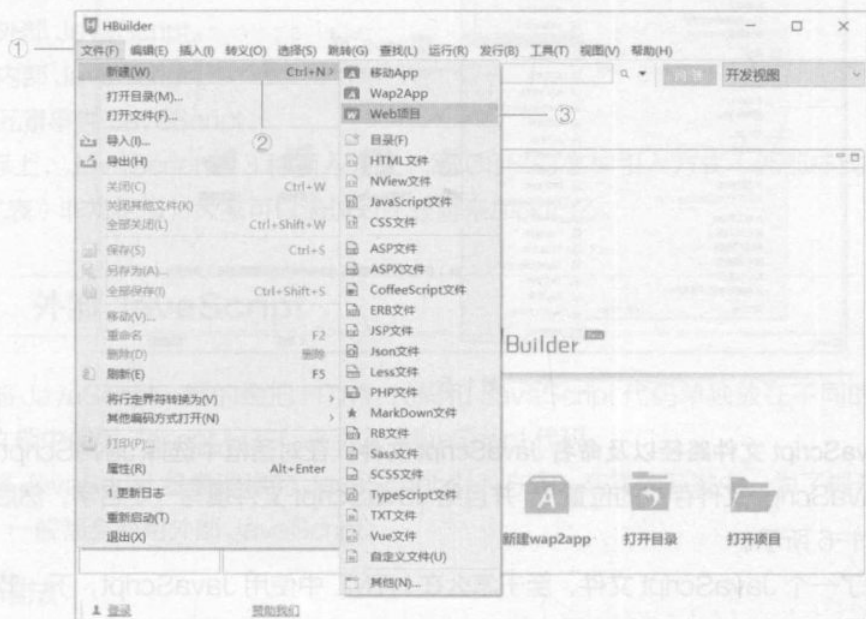 HBuilder
①
文件(F) 编辑(E) 插入(I) 转义(O) 选择(S) 跳转(G) 查找(L) 运行(R) 发行(B) 工具(T) 视图(V) 帮助(H)
新建(W) Ctrl+N
②
打开目录(M)...
打开文件(F)...
导入(I)...
导出(H)
关闭(C) Ctrl+W
关闭其他文件(K)
全部关闭(L) Ctrl+Shift+W
保存(S) Ctrl+S
另存为(A)...
全部保存(I) Ctrl+Shift+S
移动(V)...
重命名 F2
删除(D) 删除
刷新(E) F5
将行定界符转换为(V)
其他编码方式打开(N)
打印(P)...
属性(R) Alt+Enter
1 更新日志
重新启动(T)
退出(X)
移动App
Wap2App
Web项目
③
目录(F)
HTML文件
NView文件
JavaScript文件
CSS文件
ASP文件
ASPX文件
CoffeeScript文件
ERB文件
JSP文件
Json文件
Less文件
PHP文件
MarkDown文件
RB文件
Sass文件
SCSS文件
TypeScript文件
TXT文件
Vue文件
自定义文件(U)
其他(N)...
开发视图
Builder
新建wap2app
打开目录
打开项目
登录
赞助我们